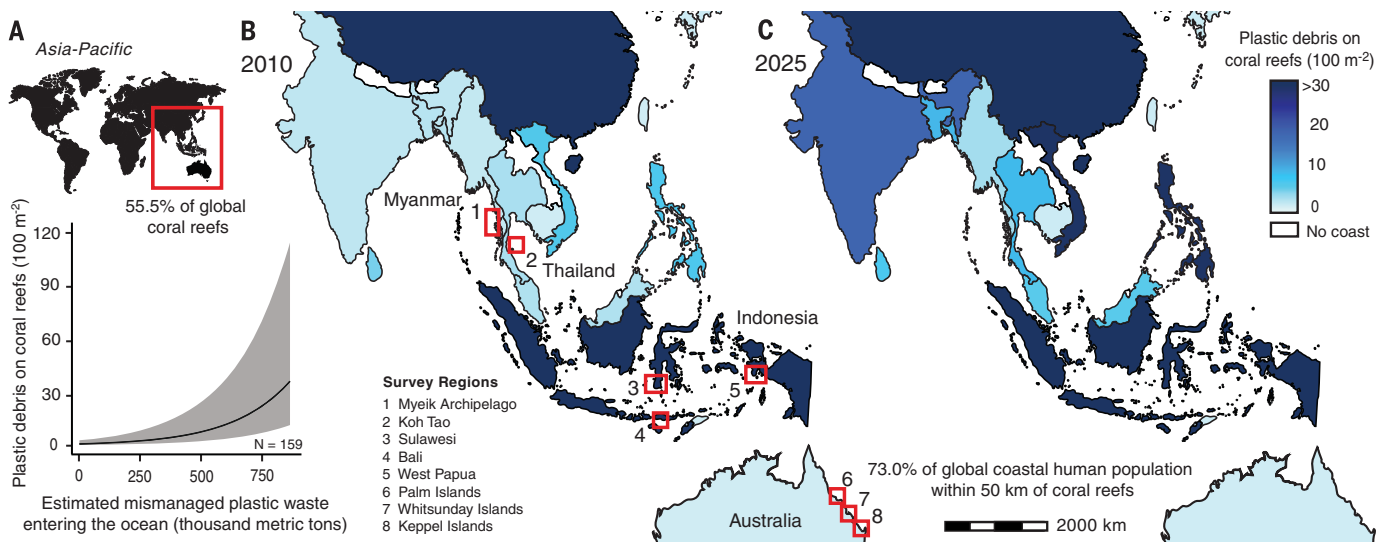 A
Asia-Pacific
55.5% of global
coral reefs
Plastic debris on coral reefs (100 m-2)
120
90
60
30
0
N = 159
0
250
500
750
Estimated mismanaged plastic waste
entering the ocean (thousand metric tons)
B
2010
Myanmar
1
2
Thailand
Indonesia
3
4
5
Survey Regions
1 Myeik Archipelago
2 Koh Tao
3 Sulawesi
4 Bali
5 West Papua
6 Palm Islands
7 Whitsunday Islands
8 Keppel Islands
Australia
6
7
8
C
2025
Plastic debris on
coral reefs (100 m-2)
>30
20
10
0
No coast
73.0% of global coastal human population
within 50 km of coral reefs
2000 km